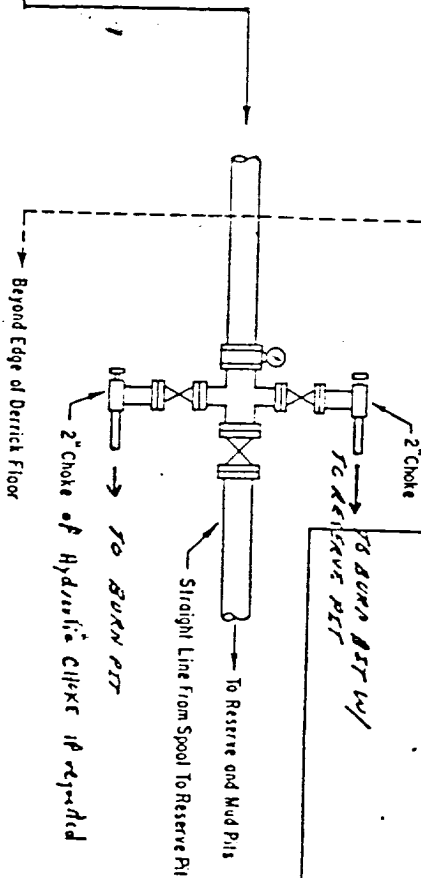 2" Choke
TO BURN PIT W/
TO RESERVE PIT
To Reserve and Mud Pits
Straight Line From Spool To Reserve Pit
TO BURN PIT
2" Choke of Hydraulic CHOKE IP required
Beyond Edge of Derrick Floor